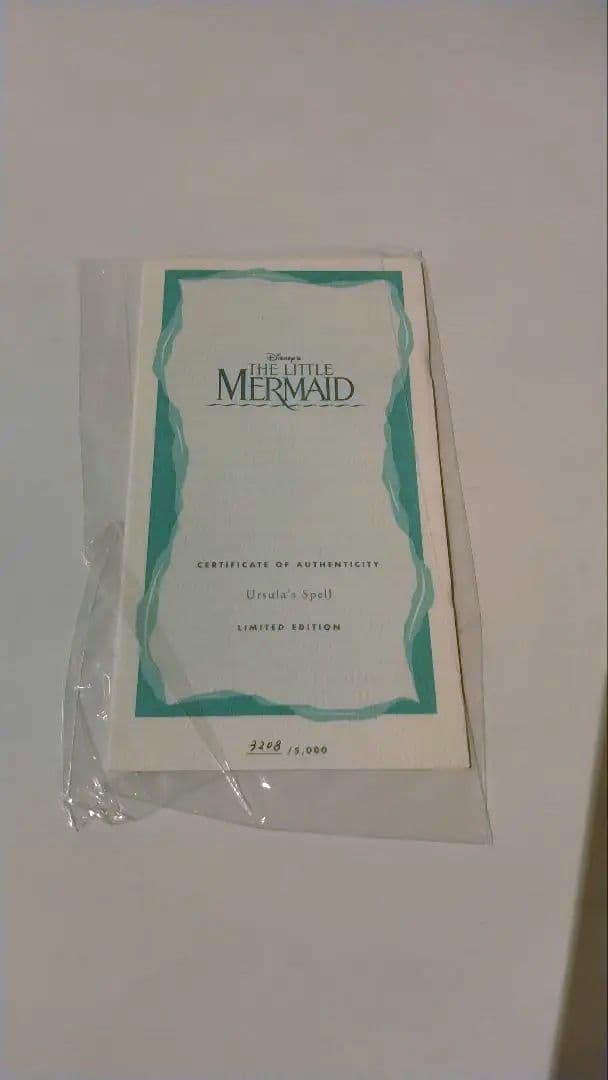 Disney's
THE LITTLE
MERMAID
CERTIFICATE OF AUTHENTICITY
Ursula's Spell
LIMITED EDITION
3208 /5,000